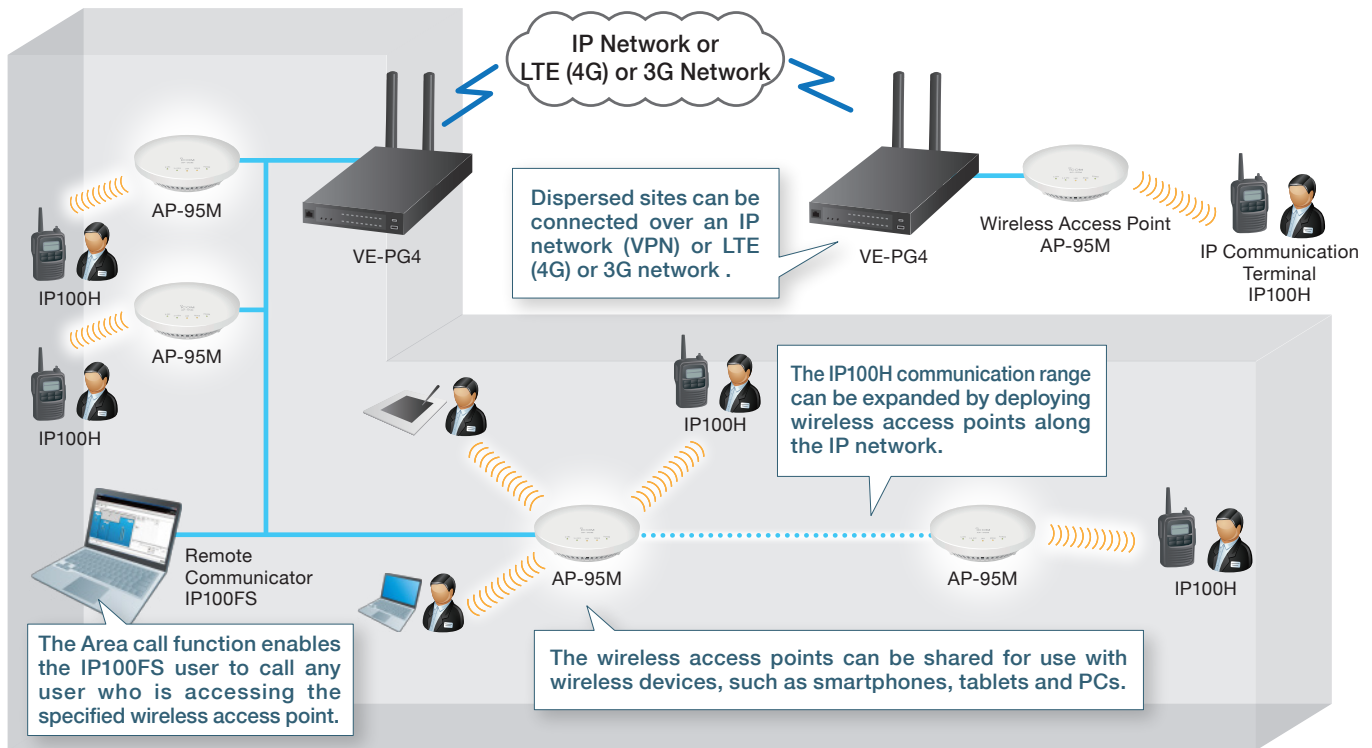 IP Network or
LTE (4G) or 3G Network
AP-95M
VE-PG4
IP100H
AP-95M
IP100H
Dispersed sites can be
connected over an IP
network (VPN) or LTE
(4G) or 3G network .
VE-PG4
Wireless Access Point
AP-95M
IP Communication
Terminal
IP100H
IP100H
The IP100H communication range
can be expanded by deploying
wireless access points along
the IP network.
Remote
Communicator
IP100FS
AP-95M
AP-95M
IP100H
The Area call function enables
the IP100FS user to call any
user who is accessing the
specified wireless access point.
The wireless access points can be shared for use with
wireless devices, such as smartphones, tablets and PCs.